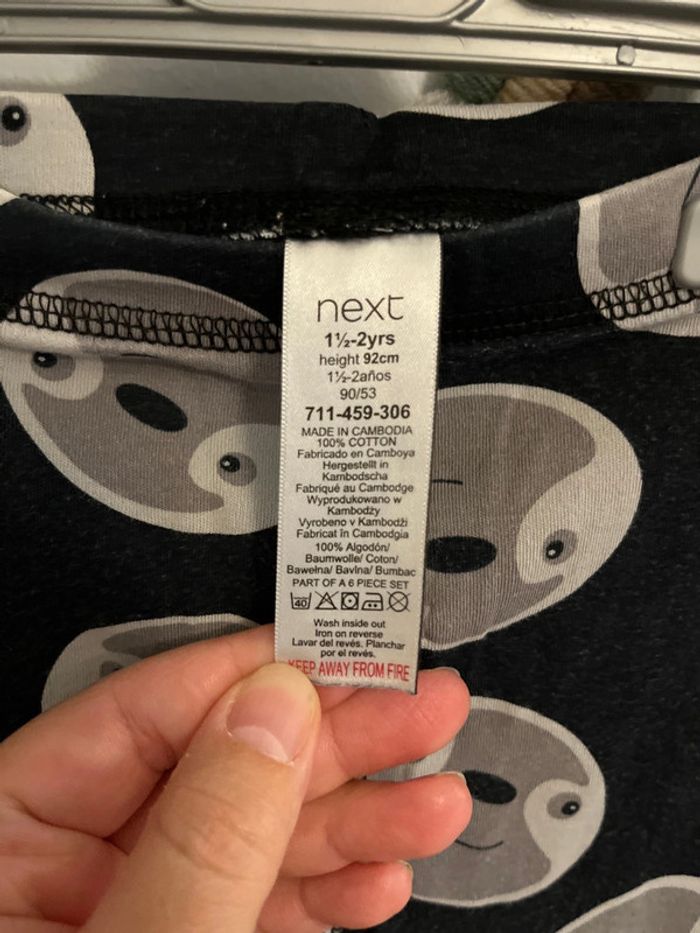 next
1½-2yrs
height 92cm
1½-2años
90/53
711-459-306
MADE IN CAMBODIA
100% COTTON
Fabricado en Camboya
Hergestellt in
Kambodscha
Fabriqué au Cambodge
Wyprodukowano w
Kambodży
Vyrobeno v Kambodži
Fabricat în Cambodgia
100% Algodón/
Baumwolle/ Coton/
Bawełna/ Bavlna/ Bumbac
PART OF A 6 PIECE SET
40
Wash inside out
Iron on reverse
Lavar del revés. Planchar
por el revés.
KEEP AWAY FROM FIRE